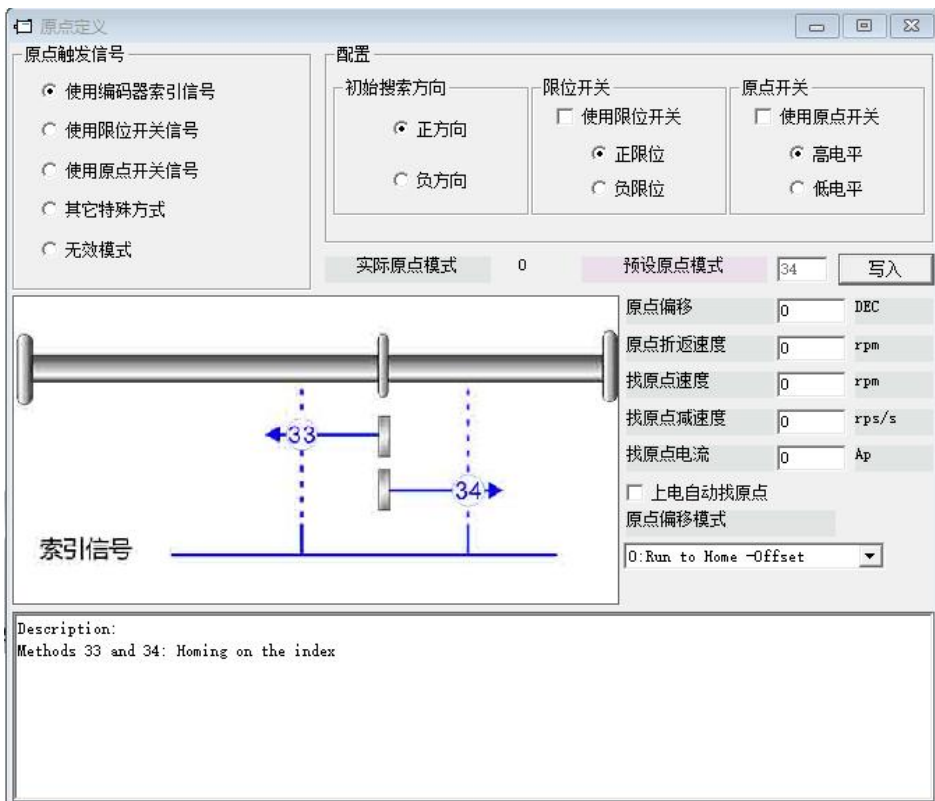 原点定义
原点触发信号
使用编码器索引信号
使用限位开关信号
使用原点开关信号
其它特殊方式
无效模式
配置
初始搜索方向
正方向
负方向
限位开关
使用限位开关
正限位
负限位
原点开关
使用原点开关
高电平
低电平
实际原点模式 0 预设原点模式 34 写入
原点偏移 0 DEC
原点折返速度 0 rpm
找原点速度 0 rpm
找原点减速度 0 rps/s
找原点电流 0 Ap
上电自动找原点
原点偏移模式
0:Run to Home -Offset
33
34
索引信号
Description:
Methods 33 and 34: Homing on the index